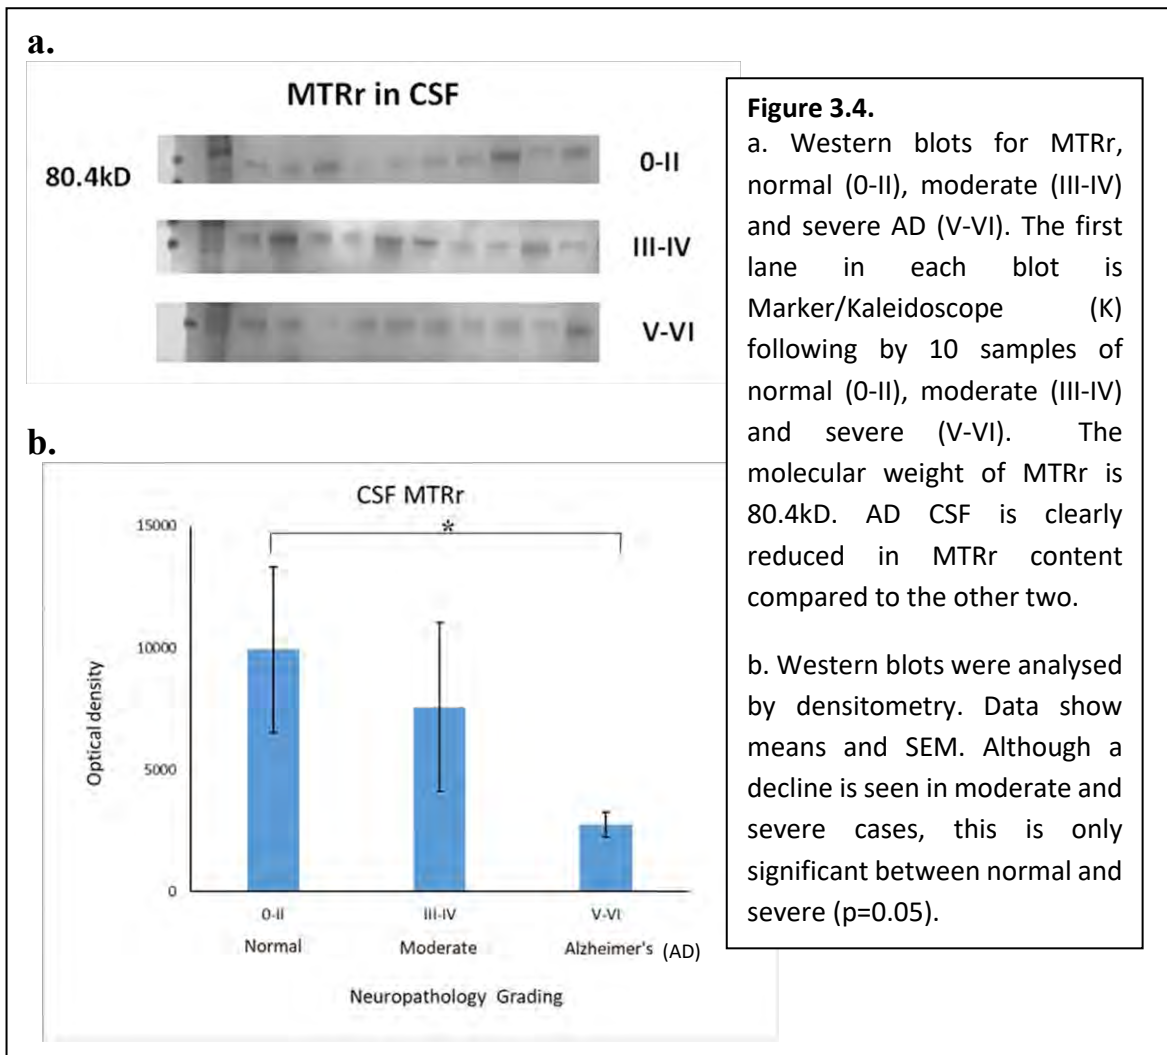 a.
MTRr in CSF
80.4kD
0-II
III-IV
V-VI
b.
CSF MTRr
*
15000
10000
5000
0
Optical density
0-II
III-IV
V-VI
Normal
Moderate
Alzheimer's (AD)
Neuropathology Grading
Figure 3.4.
a. Western blots for MTRr,
normal (0-II), moderate (III-IV)
and severe AD (V-VI). The first
lane in each blot is
Marker/Kaleidoscope (K)
following by 10 samples of
normal (0-II), moderate (III-IV)
and severe (V-VI). The
molecular weight of MTRr is
80.4kD. AD CSF is clearly
reduced in MTRr content
compared to the other two.
b. Western blots were analysed
by densitometry. Data show
means and SEM. Although a
decline is seen in moderate and
severe cases, this is only
significant between normal and
severe (p=0.05).